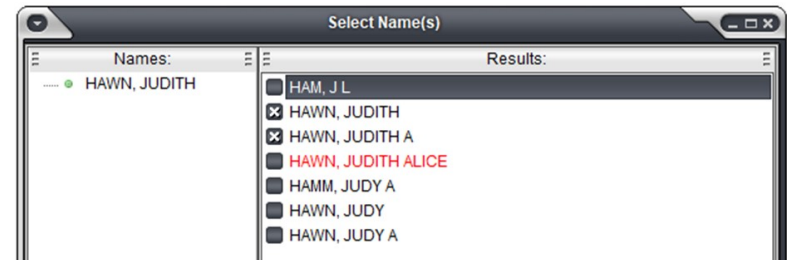 Select Name(s)
Names:
HAWN, JUDITH
Results:
HAM, J L
HAWN, JUDITH
HAWN, JUDITH A
HAWN, JUDITH ALICE
HAMM, JUDY A
HAWN, JUDY
HAWN, JUDY A